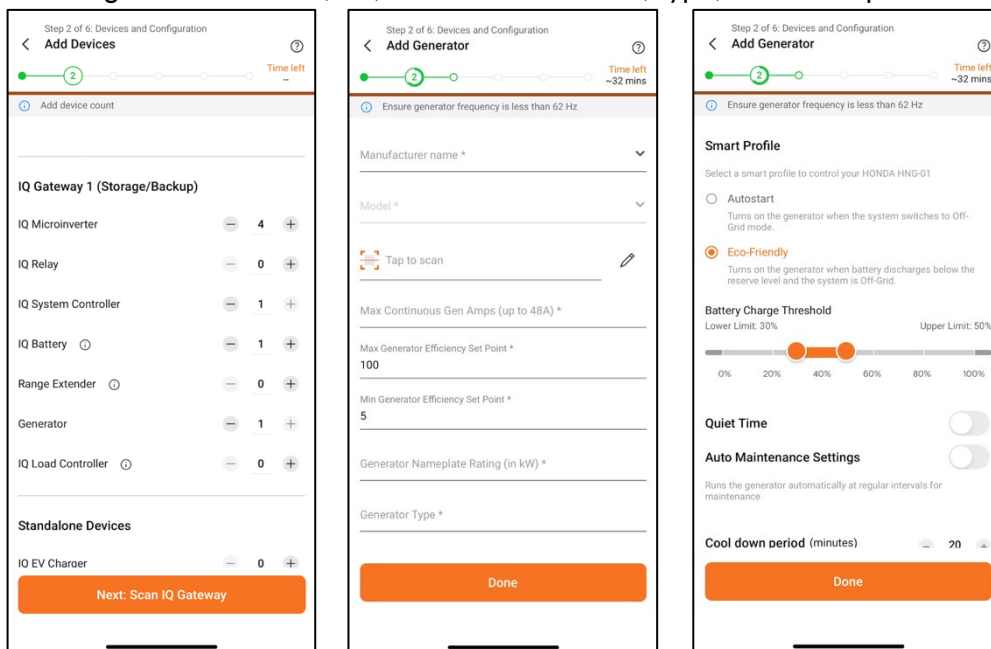 Step 2 of 6: Devices and Configuration
Add Devices
2
Time left
--
Add device count
IQ Gateway 1 (Storage/Backup)
IQ Microinverter 4
IQ Relay 0
IQ System Controller 1
IQ Battery 1
Range Extender 0
Generator 1
IQ Load Controller 0
Standalone Devices
IQ EV Charger 0
Next: Scan IQ Gateway
Step 2 of 6: Devices and Configuration
Add Generator
2
Time left
~32 mins
Ensure generator frequency is less than 62 Hz
Manufacturer name *
Model *
Tap to scan
Max Continuous Gen Amps (up to 48A) *
Max Generator Efficiency Set Point *
100
Min Generator Efficiency Set Point *
5
Generator Nameplate Rating (in kW) *
Generator Type *
Done
Step 2 of 6: Devices and Configuration
Add Generator
2
Time left
~32 mins
Ensure generator frequency is less than 62 Hz
Smart Profile
Select a smart profile to control your HONDA HNG-01
Autostart
Turns on the generator when the system switches to Off-
Grid mode.
Eco-Friendly
Turns on the generator when battery discharges below the
reserve level and the system is Off-Grid.
Battery Charge Threshold
Lower Limit: 30% Upper Limit: 50%
0% 20% 40% 60% 80% 100%
Quiet Time
Auto Maintenance Settings
Runs the generator automatically at regular intervals for
maintenance
Cool down period (minutes) 20
Done